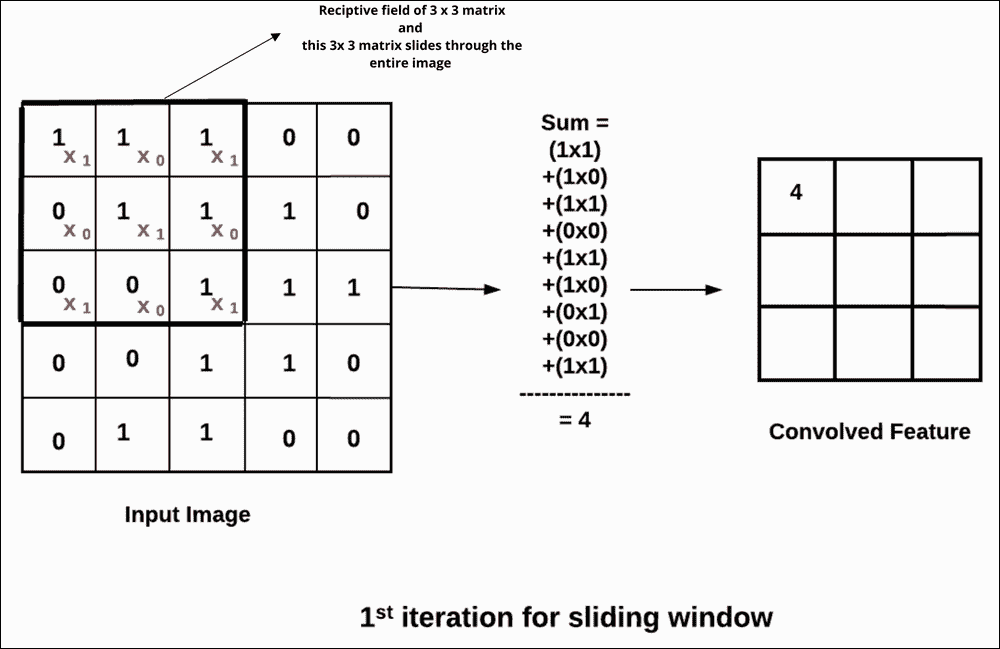 Reciptive field of 3 x 3 matrix
and
this 3x 3 matrix slides through the
entire image
1 1 1 0 0
x 1 x 0 x 1
0 1 1 1 0
x 0 x 1 x 0
0 0 1 1 1
x 1 x 0 x 1
0 0 1 1 0
0 1 1 0 0
Input Image
Sum =
(1x1)
+(1x0)
+(1x1)
+(0x0)
+(1x1)
+(1x0)
+(0x1)
+(0x0)
+(1x1)
---------------
= 4
4
Convolved Feature
1st iteration for sliding window